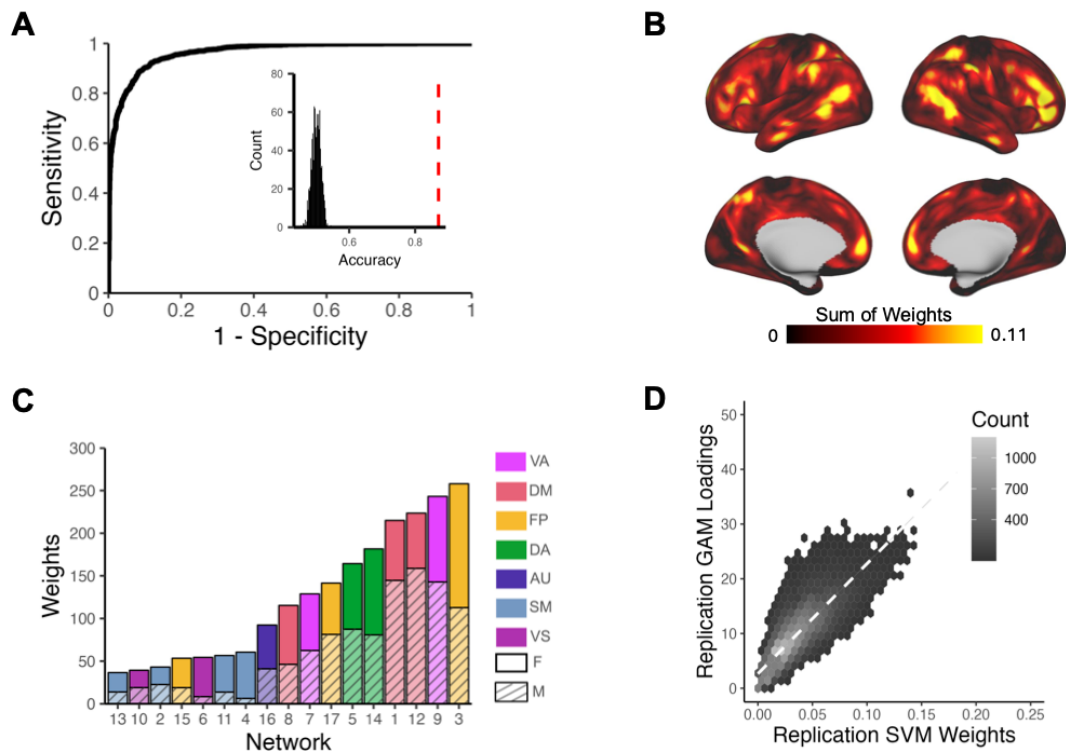 A
Sensitivity
1
0.8
0.6
0.4
0.2
0
0
0.2
0.4
0.6
0.8
1
1 - Specificity
Count
80
60
40
20
0
0.6
0.8
Accuracy
B
Sum of Weights
0
0.11
C
Weights
300
250
200
150
100
50
0
13 10 2 15 6 11 4 16 8 7 17 5 14 1 12 9 3
Network
VA
DM
FP
DA
AU
SM
VS
F
M
D
Replication GAM Loadings
50
40
30
20
10
0
0.00 0.05 0.10 0.15 0.20 0.25
Replication SVM Weights
Count
1000
700
400